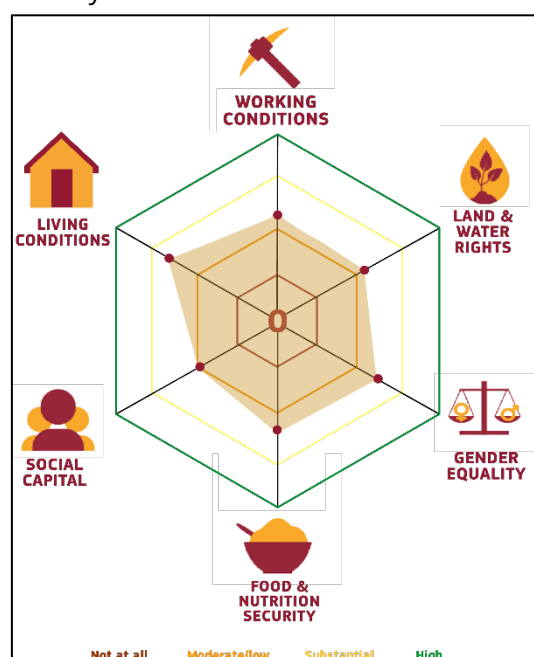 WORKING
CONDITIONS
LIVING
CONDITIONS
LAND &
WATER
RIGHTS
0
SOCIAL
CAPITAL
GENDER
EQUALITY
FOOD &
NUTRITION
SECURITY
Not at all Moderate/low Substantial High